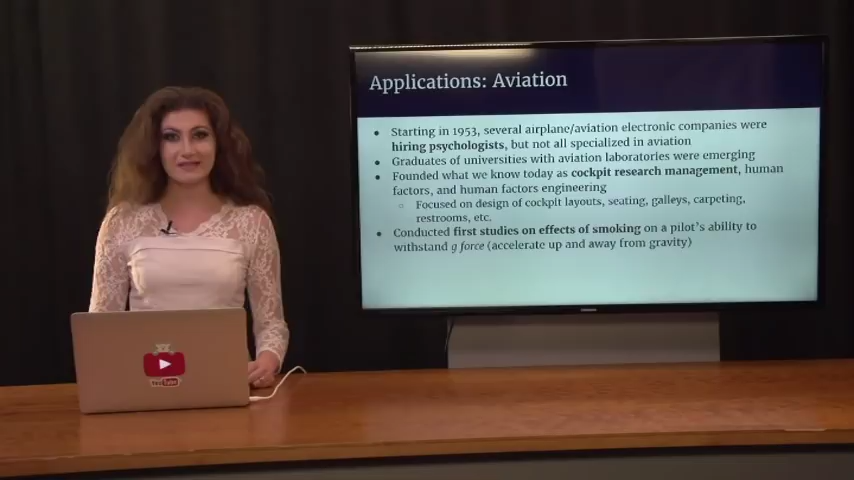 Applications: Aviation
● Starting in 1953, several airplane/aviation electronic companies were
hiring psychologists, but not all specialized in aviation
● Graduates of universities with aviation laboratories were emerging
● Founded what we know today as cockpit research management, human
factors, and human factors engineering
○ Focused on design of cockpit layouts, seating, galleys, carpeting,
restrooms, etc.
● Conducted first studies on effects of smoking on a pilot's ability to
withstand g force (accelerate up and away from gravity)
YouTube